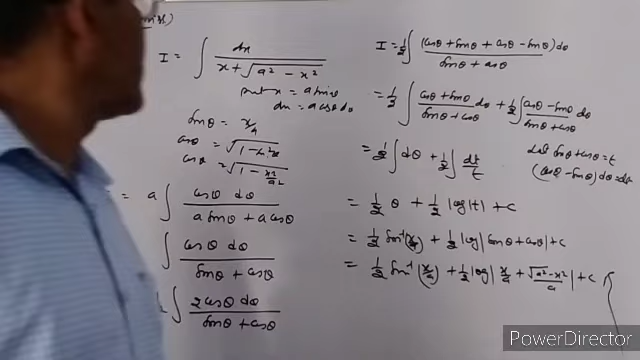 I = ∫ dx / x + √a² - x²
put x = a sinθ
dx = a cosθ dθ
sinθ = x/a
cosθ = √1 - sin²θ
cosθ = √1 - x²/a²
= a ∫ cosθ dθ / a sinθ + a cosθ
∫ cosθ dθ / sinθ + cosθ
∫ 2cosθ dθ / sinθ + cosθ
I = 1/2 ∫ (cosθ + sinθ + cosθ - sinθ) dθ / sinθ + cosθ
= 1/2 ∫ cosθ + sinθ / sinθ + cosθ dθ + 1/2 ∫ cosθ - sinθ / sinθ + cosθ dθ
= 1/2 ∫ dθ + 1/2 ∫ dt/t
let sinθ + cosθ = t
(cosθ - sinθ) dθ = dt
= 1/2 θ + 1/2 log|t| + c
= 1/2 sin⁻¹(x/a) + 1/2 log| sinθ + cosθ | + c
= 1/2 sin⁻¹(x/a) + 1/2 log| x/a + √a² - x² / a | + c
PowerDirector